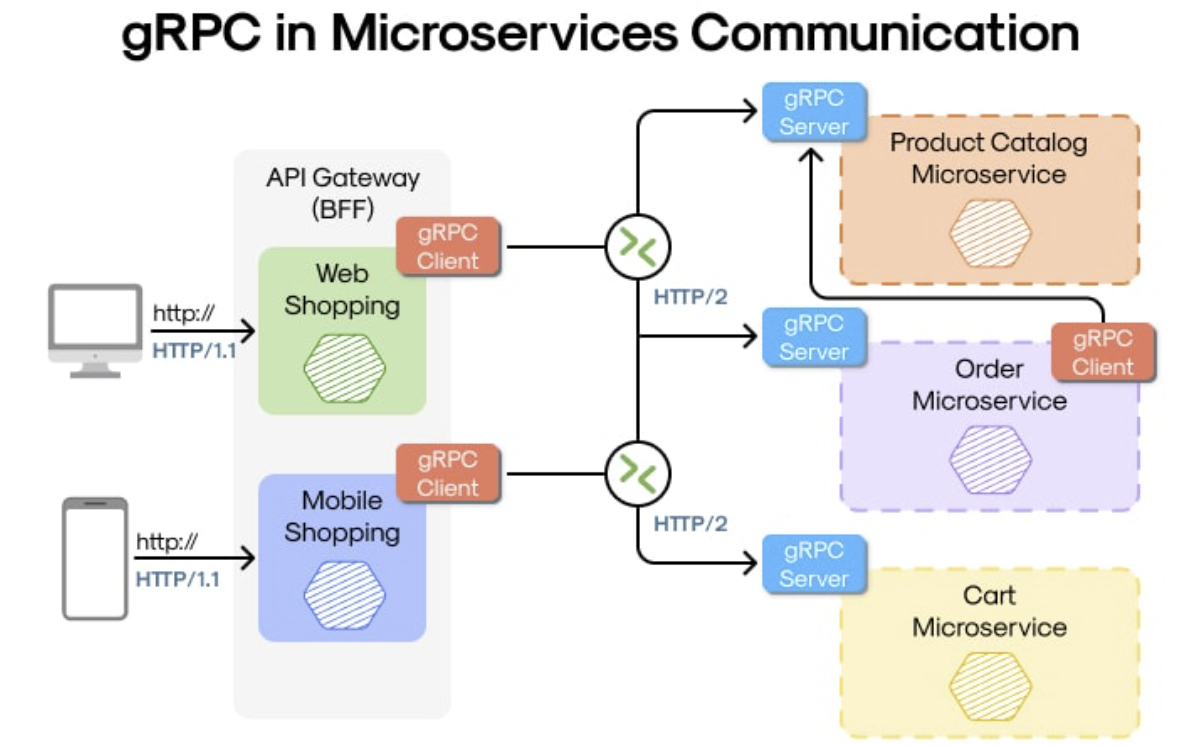 gRPC in Microservices Communication
API Gateway
(BFF)
gRPC
Client
Web
Shopping
http://
HTTP/1.1
gRPC
Client
Mobile
Shopping
http://
HTTP/1.1
HTTP/2
HTTP/2
gRPC
Server
Product Catalog
Microservice
gRPC
Server
gRPC
Client
Order
Microservice
gRPC
Server
Cart
Microservice